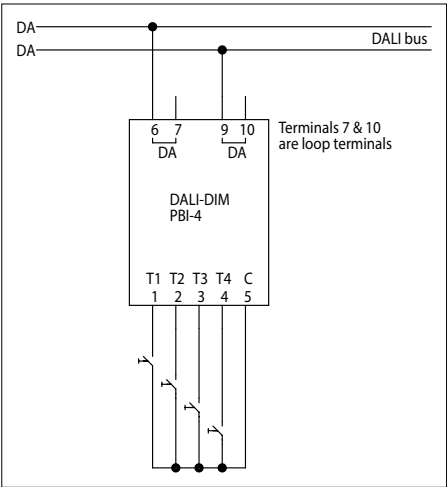 DA
DALI bus
DA
6 7 9 10
DA DA
Terminals 7 & 10
are loop terminals
DALI-DIM
PBI-4
T1 T2 T3 T4 C
1 2 3 4 5